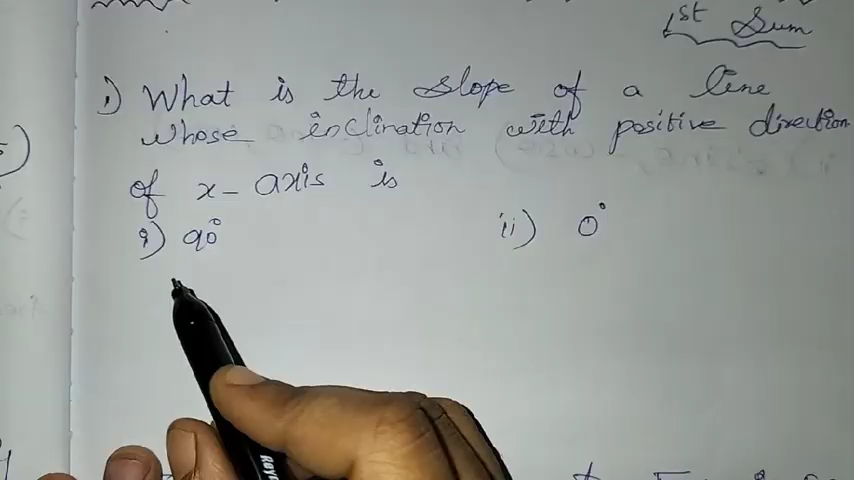 1st Sum
1) What is the slope of a line
whose inclination with positive direction
of x-axis is
i) 90° ii) 0°